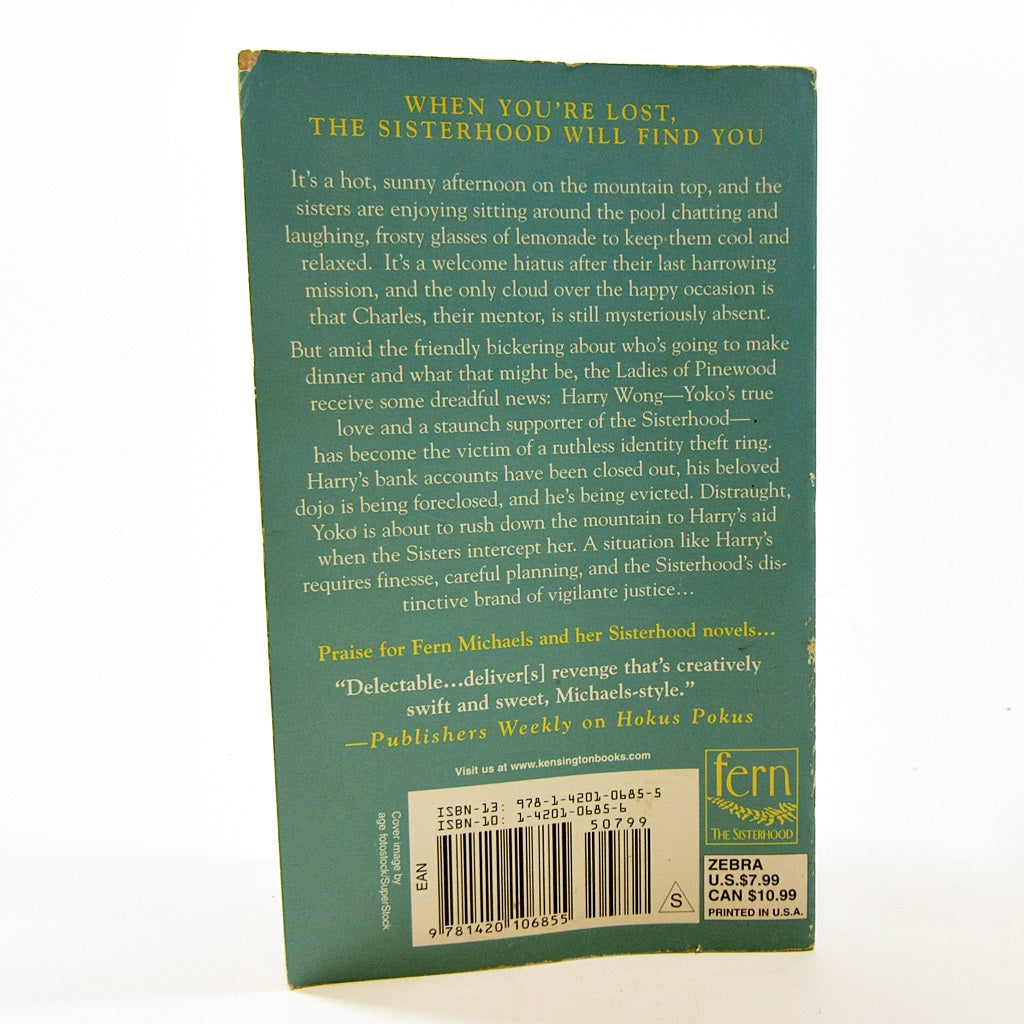 WHEN YOU'RE LOST,
THE SISTERHOOD WILL FIND YOU
It's a hot, sunny afternoon on the mountain top, and the
sisters are enjoying sitting around the pool chatting and
laughing, frosty glasses of lemonade to keep them cool and
relaxed. It's a welcome hiatus after their last harrowing
mission, and the only cloud over the happy occasion is
that Charles, their mentor, is still mysteriously absent.
But amid the friendly bickering about who's going to make
dinner and what that might be, the Ladies of Pinewood
receive some dreadful news: Harry Wong—Yoko's true
love and a staunch supporter of the Sisterhood—
has become the victim of a ruthless identity theft ring.
Harry's bank accounts have been closed out, his beloved
dojo is being foreclosed, and he's being evicted. Distraught,
Yoko is about to rush down the mountain to Harry's aid
when the Sisters intercept her. A situation like Harry's
requires finesse, careful planning, and the Sisterhood's dis-
tinctive brand of vigilante justice...
Praise for Fern Michaels and her Sisterhood novels...
"Delectable...deliver[s] revenge that's creatively
swift and sweet, Michaels-style."
—Publishers Weekly on Hokus Pokus
Visit us at www.kensingtonbooks.com
Cover image by
age fotostock/SuperStock
ISBN-13: 978-1-4201-0685-5
ISBN-10: 1-4201-0685-6
50799
EAN
9 781420 106855
S
fern
THE SISTERHOOD
ZEBRA
U.S.$7.99
CAN $10.99
PRINTED IN U.S.A.